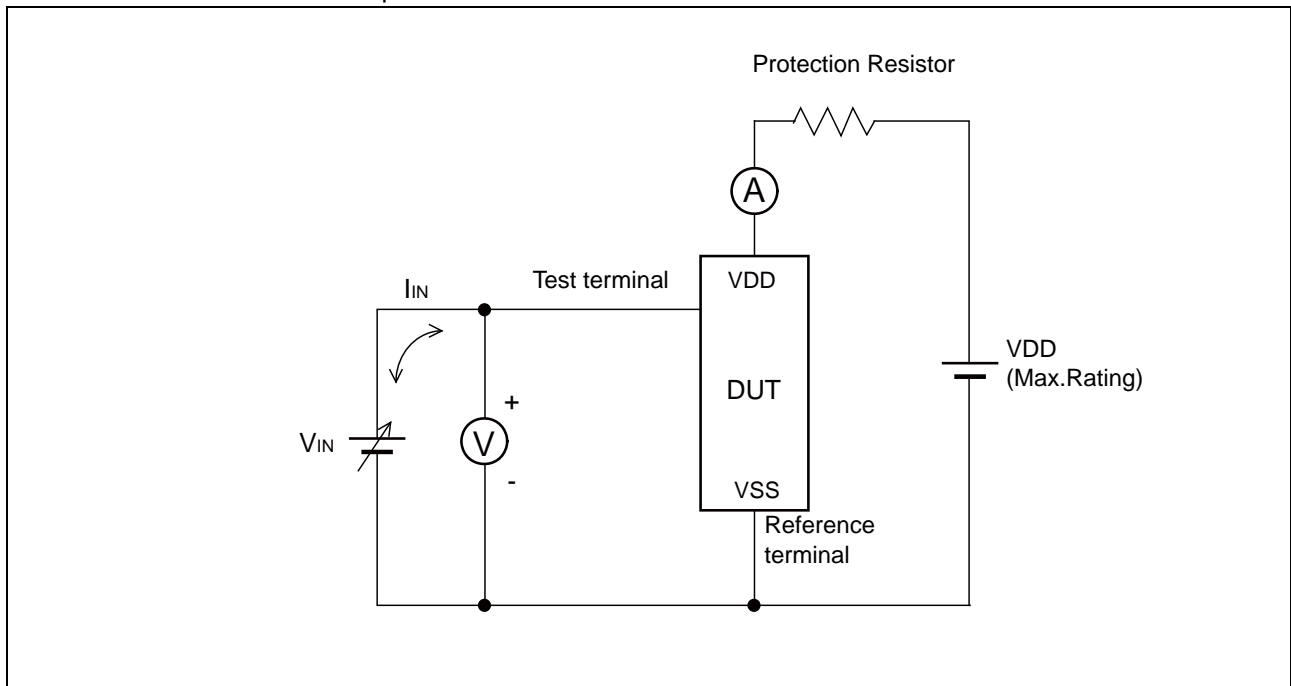 Protection Resistor
A
Test terminal
VDD
IIN
VDD
(Max.Rating)
DUT
+
VIN
V
-
VSS
Reference
terminal